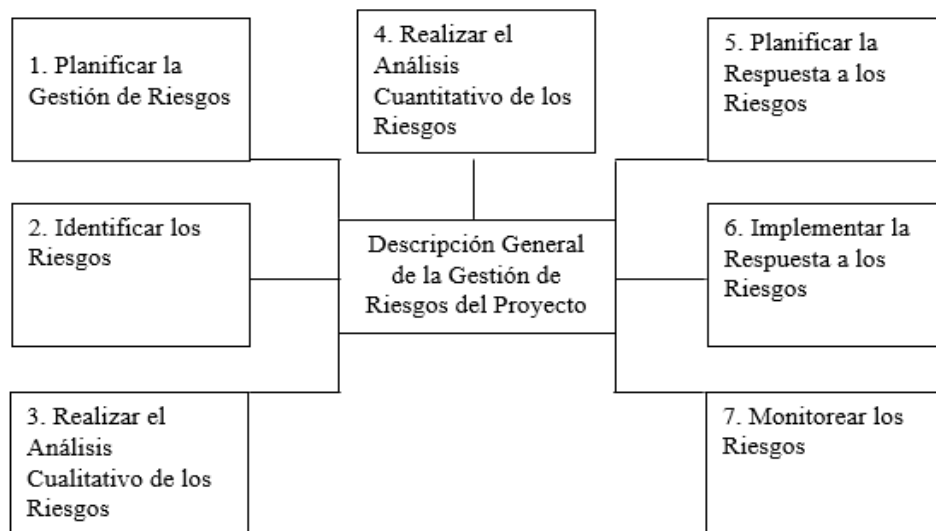 1. Planificar la
Gestión de Riesgos
2. Identificar los
Riesgos
3. Realizar el
Análisis
Cualitativo de los
Riesgos
4. Realizar el
Análisis
Cuantitativo de los
Riesgos
Descripción General
de la Gestión de
Riesgos del Proyecto
5. Planificar la
Respuesta a los
Riesgos
6. Implementar la
Respuesta a los
Riesgos
7. Monitorear los
Riesgos